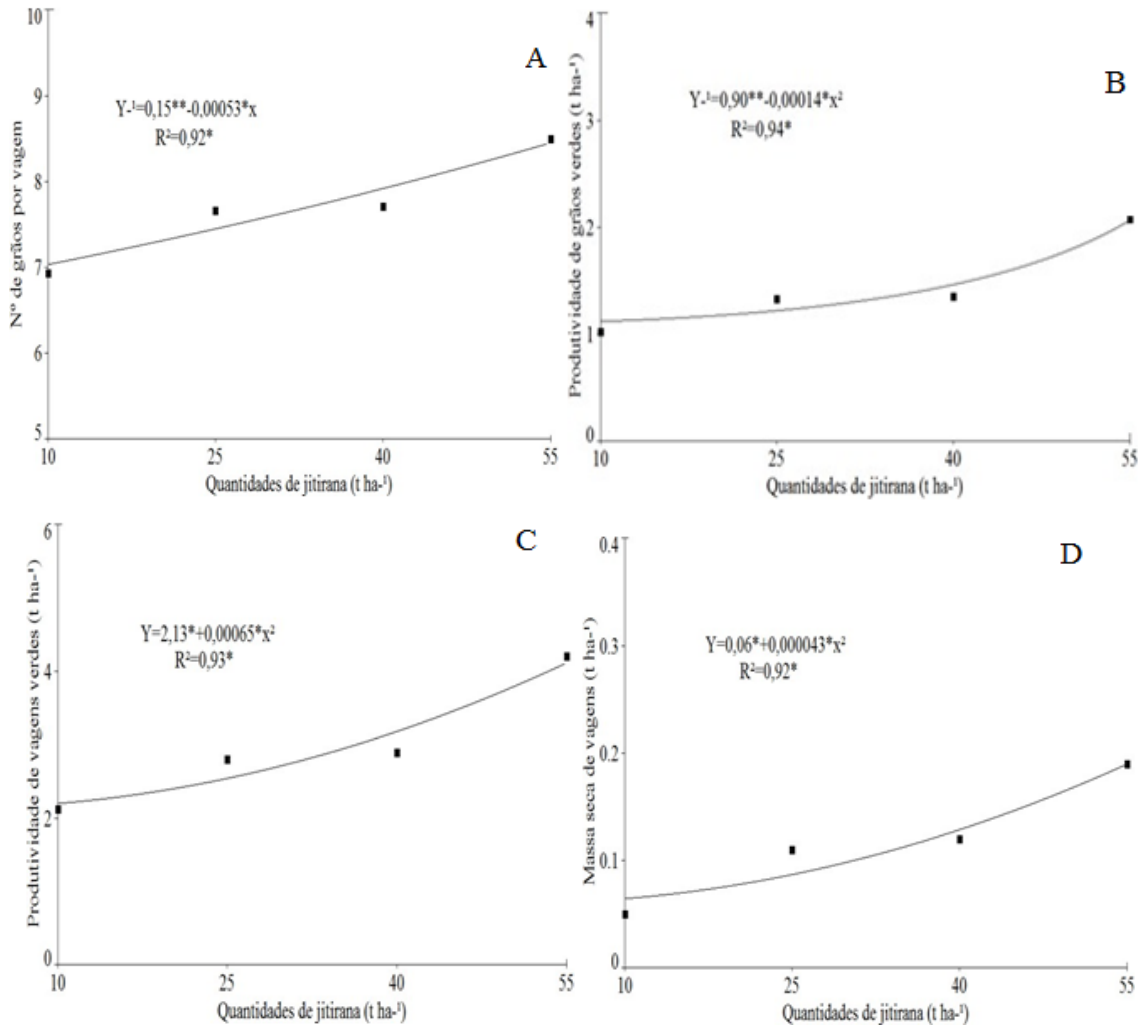 A
Nº de grãos por vagem
10
9
8
7
6
5
Y-¹=0,15**-0,00053*x
R²=0,92*
10 25 40 55
Quantidades de jitirana (t ha-¹)
B
Produtividade de grãos verdes (t ha-¹)
4
3
2
1
0
Y-¹=0,90**-0,00014*x²
R²=0,94*
10 25 40 55
Quantidades de jitirana (t ha-¹)
C
Produtividade de vagens verdes (t ha-¹)
6
4
2
0
Y=2,13*+0,00065*x²
R²=0,93*
10 25 40 55
Quantidades de jitirana (t ha-¹)
D
Massa seca de vagens (t ha-¹)
0.4
0.3
0.2
0.1
0
Y=0,06*+0,000043*x²
R²=0,92*
10 25 40 55
Quantidades de jitirana (t ha-¹)